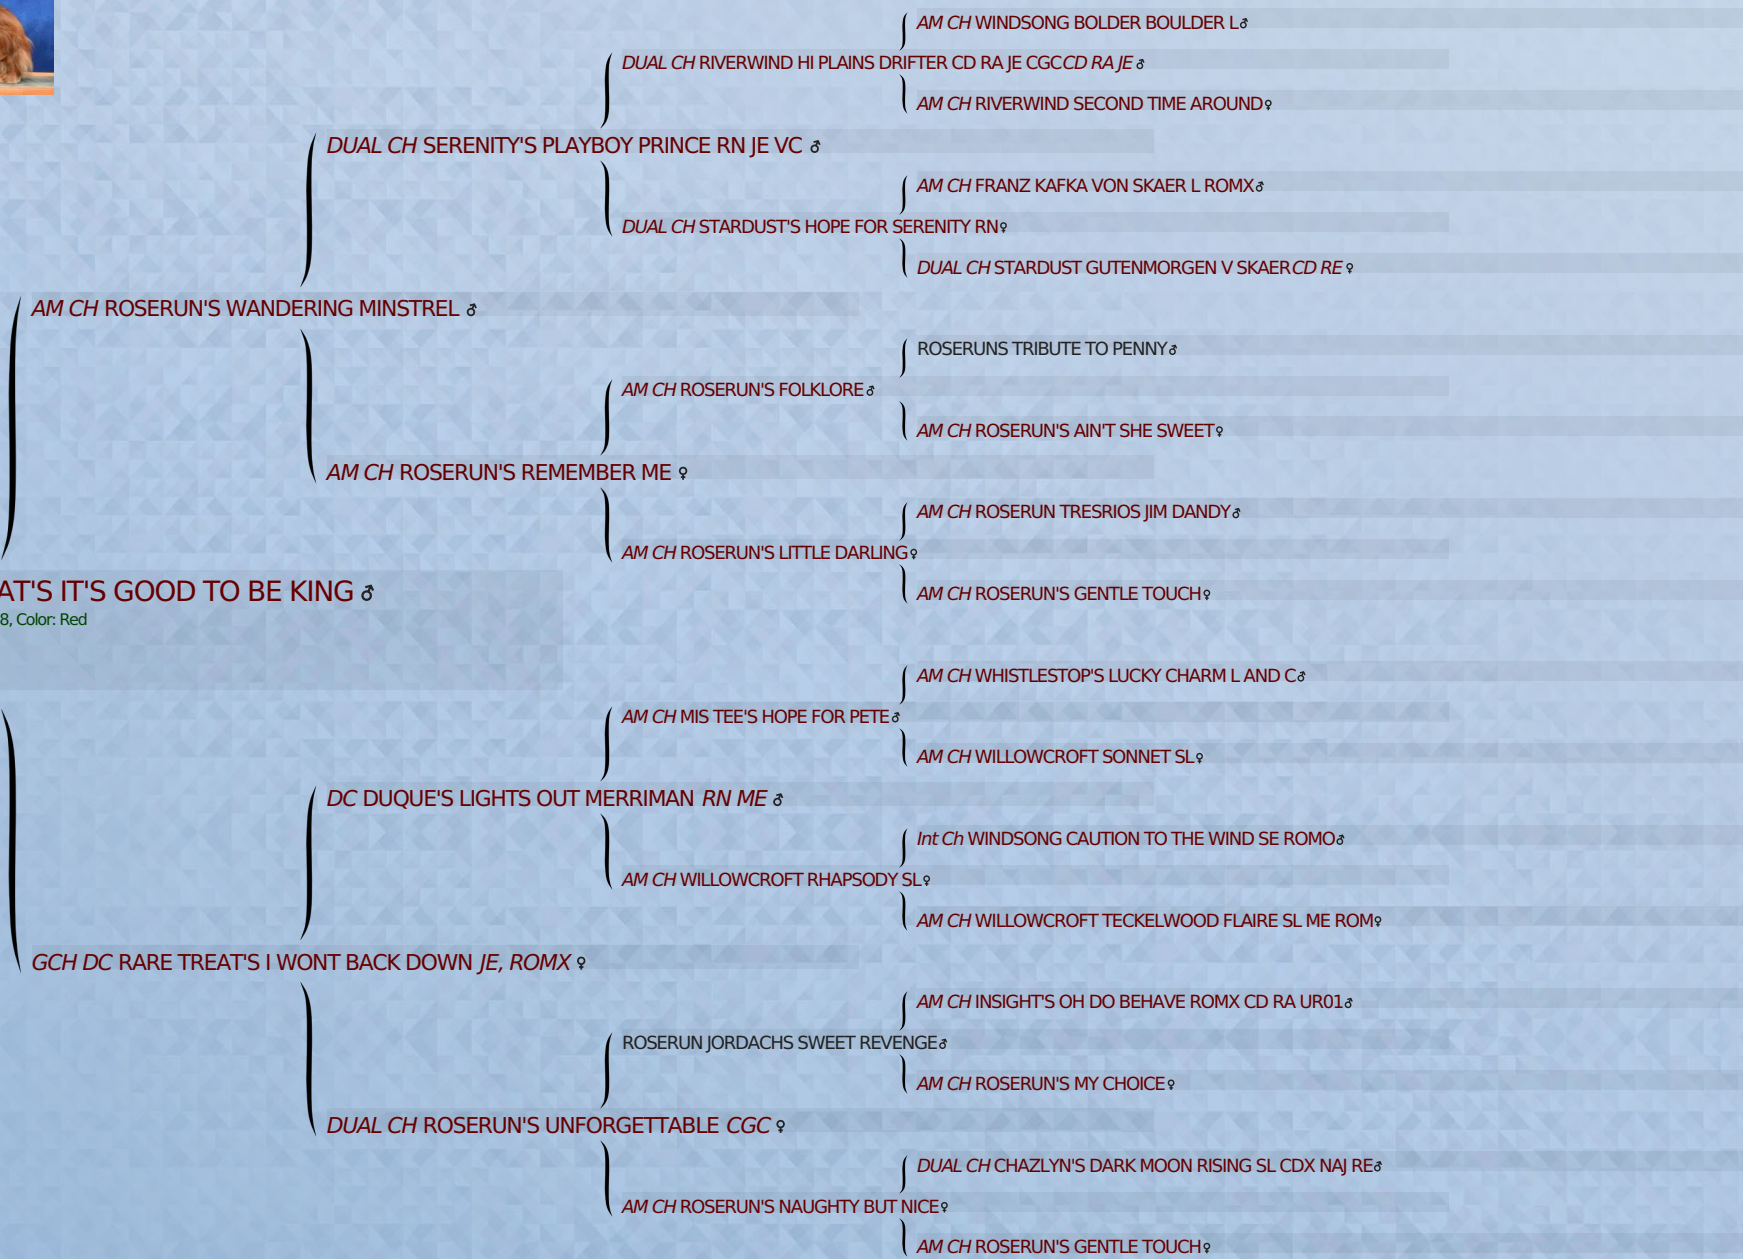 AM CH WINDSONG BOLDER BOULDER L♂
DUAL CH RIVERWIND HI PLAINS DRIFTER CD RA JE CGCCD RA JE ♂
AM CH RIVERWIND SECOND TIME AROUND♀
DUAL CH SERENITY'S PLAYBOY PRINCE RN JE VC ♂
AM CH FRANZ KAFKA VON SKAER L ROMX♂
DUAL CH STARDUST'S HOPE FOR SERENITY RN♀
DUAL CH STARDUST GUTENMORGEN V SKAERCD RE ♀
AM CH ROSERUN'S WANDERING MINSTREL ♂
ROSERUNS TRIBUTE TO PENNY♂
AM CH ROSERUN'S FOLKLORE♂
AM CH ROSERUN'S AIN'T SHE SWEET♀
AM CH ROSERUN'S REMEMBER ME ♀
AM CH ROSERUN TRESRIOS JIM DANDY♂
AM CH ROSERUN'S LITTLE DARLING♀
AM CH ROSERUN'S GENTLE TOUCH♀
AT'S IT'S GOOD TO BE KING ♂
8, Color: Red
AM CH WHISTLESTOP'S LUCKY CHARM L AND C♂
AM CH MIS TEE'S HOPE FOR PETE♂
AM CH WILLOWCROFT SONNET SL♀
DC DUQUE'S LIGHTS OUT MERRIMAN RN ME ♂
Int Ch WINDSONG CAUTION TO THE WIND SE ROMO♂
AM CH WILLOWCROFT RHAPSODY SL♀
AM CH WILLOWCROFT TECKELWOOD FLAIRE SL ME ROM♀
GCH DC RARE TREAT'S I WONT BACK DOWN JE, ROMX ♀
AM CH INSIGHT'S OH DO BEHAVE ROMX CD RA UR01♂
ROSERUN JORDACHS SWEET REVENGE♂
AM CH ROSERUN'S MY CHOICE♀
DUAL CH ROSERUN'S UNFORGETTABLE CGC ♀
DUAL CH CHAZLYN'S DARK MOON RISING SL CDX NAJ RE♂
AM CH ROSERUN'S NAUGHTY BUT NICE♀
AM CH ROSERUN'S GENTLE TOUCH♀